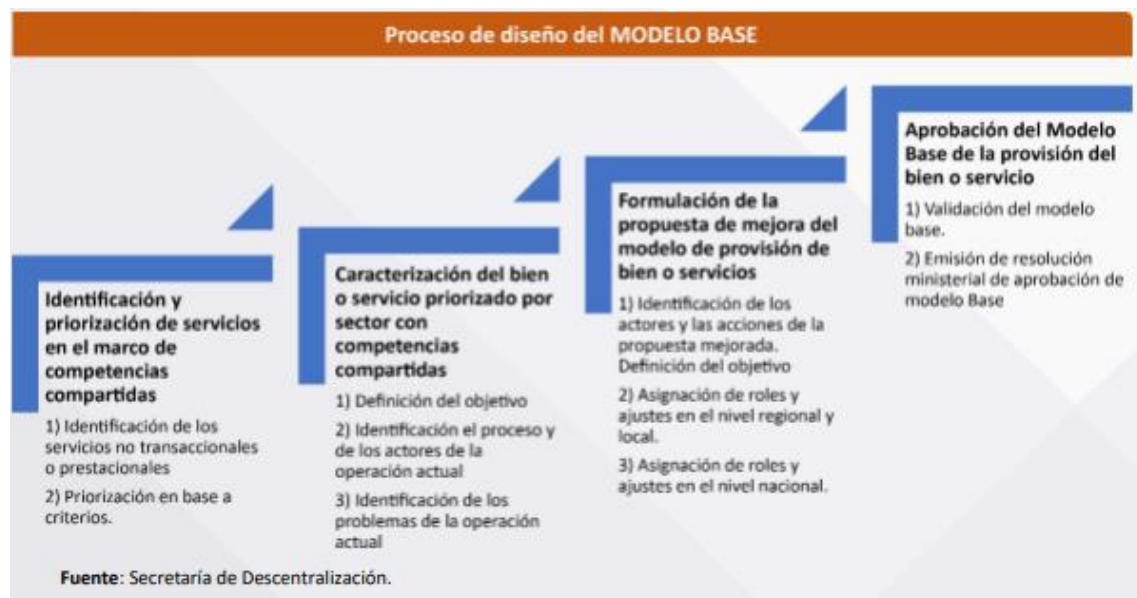 Proceso de diseño del MODELO BASE
Identificación y
priorización de servicios
en el marco de
competencias
compartidas
1) Identificación de los
servicios no transaccionales
o prestacionales
2) Priorización en base a
criterios.
Caracterización del bien
o servicio priorizado por
sector con
competencias
compartidas
1) Definición del objetivo
2) Identificación el proceso y
de los actores de la
operación actual
3) Identificación de los
problemas de la operación
actual
Formulación de la
propuesta de mejora del
modelo de provisión de
bien o servicios
1) Identificación de los
actores y las acciones de la
propuesta mejorada.
Definición del objetivo
2) Asignación de roles y
ajustes en el nivel regional y
local.
3) Asignación de roles y
ajustes en el nivel nacional.
Aprobación del Modelo
Base de la provisión del
bien o servicio
1) Validación del modelo
base.
2) Emisión de resolución
ministerial de aprobación de
modelo Base
Fuente: Secretaría de Descentralización.